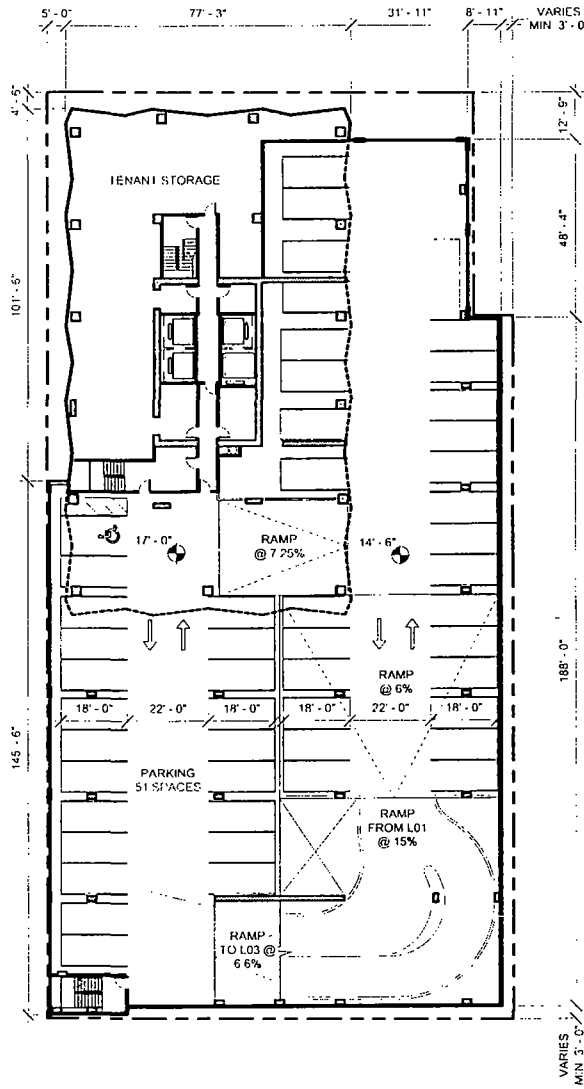 5' - 0"
77' - 3"
31' - 11"
8' - 11"
VARIES
MIN 3' - 0"
4' - 6"
12' - 9"
TENANT STORAGE
48' - 4"
101' - 6"
17' - 0"
RAMP
@ 7.25%
14' - 6"
RAMP
@ 6%
188' - 0"
18' - 0"
22' - 0"
18' - 0"
18' - 0"
22' - 0"
18' - 0"
145' - 6"
PARKING
51 SPACES
RAMP
FROM L01
@ 15%
RAMP
TO L03 @
6.6%
VARIES
MIN 3' - 0"